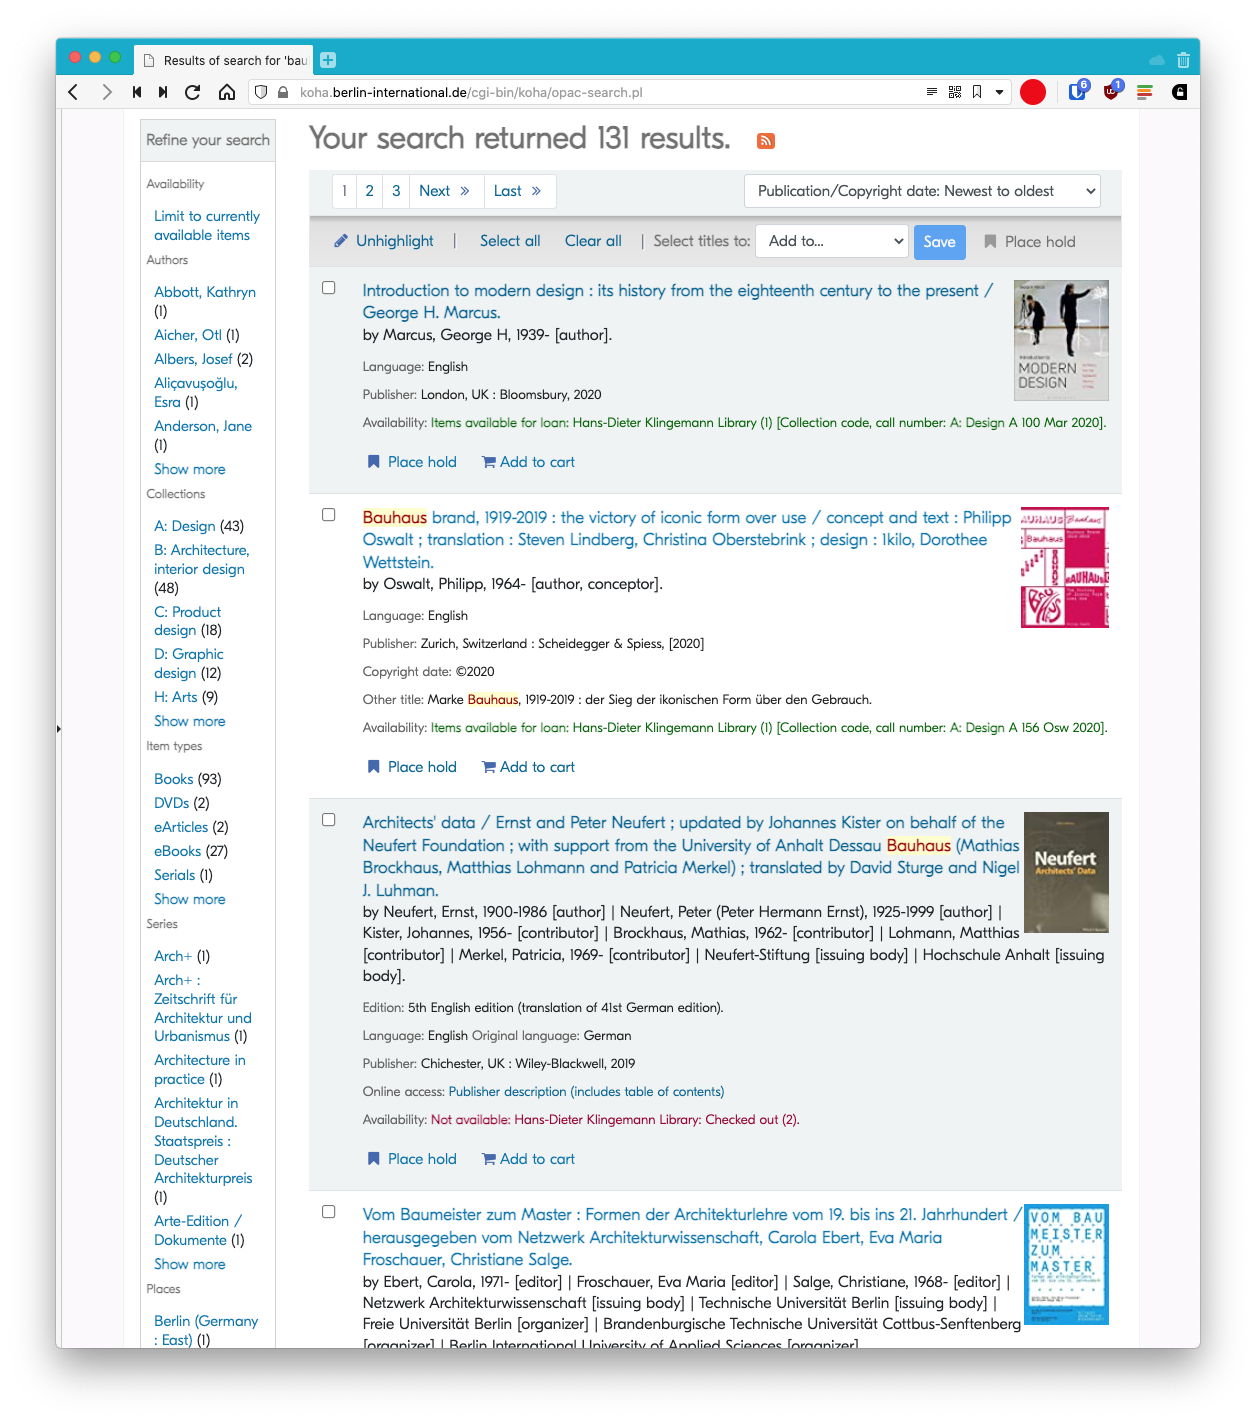 Results of search for 'bau
koha.berlin-international.de/cgi-bin/koha/opac-search.pl
6
1
Refine your search
Availability
Limit to currently
available items
Authors
Abbott, Kathryn
(1)
Aicher, Otl (1)
Albers, Josef (2)
Aliçavuşoğlu,
Esra (1)
Anderson, Jane
(1)
Show more
Collections
A: Design (43)
B: Architecture,
interior design
(48)
C: Product
design (18)
D: Graphic
design (12)
H: Arts (9)
Show more
Item types
Books (93)
DVDs (2)
eArticles (2)
eBooks (27)
Serials (1)
Show more
Series
Arch+ (1)
Arch+ :
Zeitschrift für
Architektur und
Urbanismus (1)
Architecture in
practice (1)
Architektur in
Deutschland.
Staatspreis :
Deutscher
Architekturpreis
(1)
Arte-Edition /
Dokumente (1)
Show more
Places
Berlin (Germany
: East) (1)
Your search returned 131 results.
1 2 3 Next » Last »
Publication/Copyright date: Newest to oldest
Unhighlight | Select all Clear all | Select titles to: Add to... Save Place hold
Introduction to modern design : its history from the eighteenth century to the present /
George H. Marcus.
by Marcus, George H, 1939- [author].
Language: English
Publisher: London, UK : Bloomsbury, 2020
Availability: Items available for loan: Hans-Dieter Klingemann Library (1) [Collection code, call number: A: Design A 100 Mar 2020].
Place hold Add to cart
MODERN
DESIGN
Bauhaus brand, 1919-2019 : the victory of iconic form over use / concept and text : Philipp
Oswalt ; translation : Steven Lindberg, Christina Oberstebrink ; design : 1kilo, Dorothee
Wettstein.
by Oswalt, Philipp, 1964- [author, conceptor].
Language: English
Publisher: Zurich, Switzerland : Scheidegger & Spiess, [2020]
Copyright date: ©2020
Other title: Marke Bauhaus, 1919-2019 : der Sieg der ikonischen Form über den Gebrauch.
Availability: Items available for loan: Hans-Dieter Klingemann Library (1) [Collection code, call number: A: Design A 156 Osw 2020].
Place hold Add to cart
Bauhaus
Architects' data / Ernst and Peter Neufert ; updated by Johannes Kister on behalf of the
Neufert Foundation ; with support from the University of Anhalt Dessau Bauhaus (Mathias
Brockhaus, Matthias Lohmann and Patricia Merkel) ; translated by David Sturge and Nigel
J. Luhman.
by Neufert, Ernst, 1900-1986 [author] | Neufert, Peter (Peter Hermann Ernst), 1925-1999 [author] |
Kister, Johannes, 1956- [contributor] | Brockhaus, Mathias, 1962- [contributor] | Lohmann, Matthias
[contributor] | Merkel, Patricia, 1969- [contributor] | Neufert-Stiftung [issuing body] | Hochschule Anhalt [issuing
body].
Edition: 5th English edition (translation of 41st German edition).
Language: English Original language: German
Publisher: Chichester, UK : Wiley-Blackwell, 2019
Online access: Publisher description (includes table of contents)
Availability: Not available: Hans-Dieter Klingemann Library: Checked out (2).
Place hold Add to cart
Neufert
Architects' Data
Vom Baumeister zum Master : Formen der Architekturlehre vom 19. bis ins 21. Jahrhundert /
herausgegeben vom Netzwerk Architekturwissenschaft, Carola Ebert, Eva Maria
Froschauer, Christiane Salge.
by Ebert, Carola, 1971- [editor] | Froschauer, Eva Maria [editor] | Salge, Christiane, 1968- [editor] |
Netzwerk Architekturwissenschaft [issuing body] | Technische Universität Berlin [issuing body] |
Freie Universität Berlin [organizer] | Brandenburgische Technische Universität Cottbus-Senftenberg
[organizer] | Berlin International University of Applied Sciences [organizer]
VOM BAU
MEISTER
ZUM
MASTER